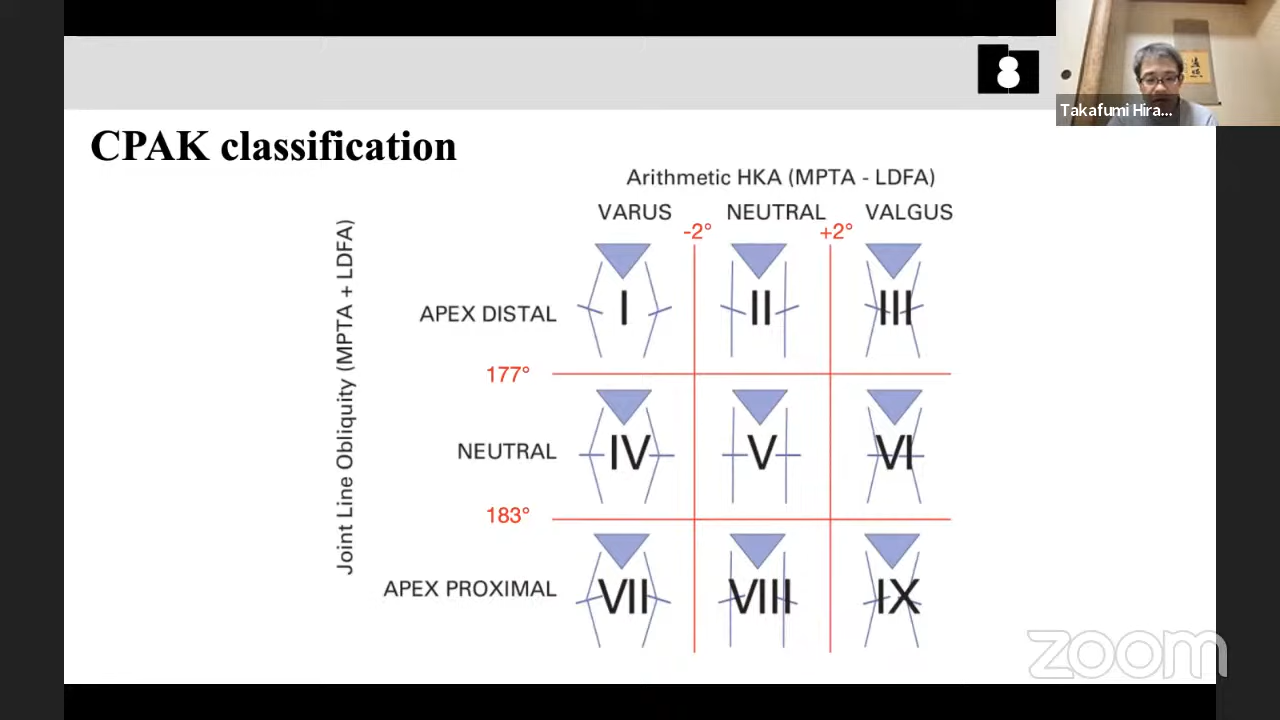 Takafumi Hira...
CPAK classification
Arithmetic HKA (MPTA - LDFA)
VARUS NEUTRAL VALGUS
-2° +2°
Joint Line Obliquity (MPTA + LDFA)
APEX DISTAL I II III
177°
NEUTRAL IV V VI
183°
APEX PROXIMAL VII VIII IX
zoom